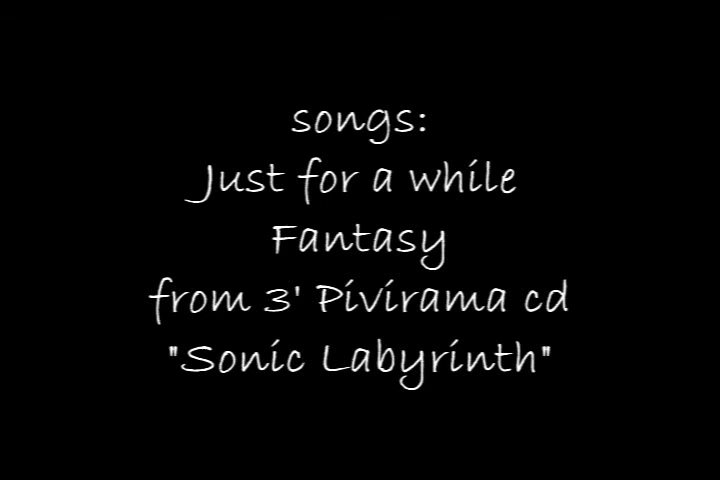 songs:
Just for a while
Fantasy
from 3' Pivirama cd
"Sonic Labyrinth"